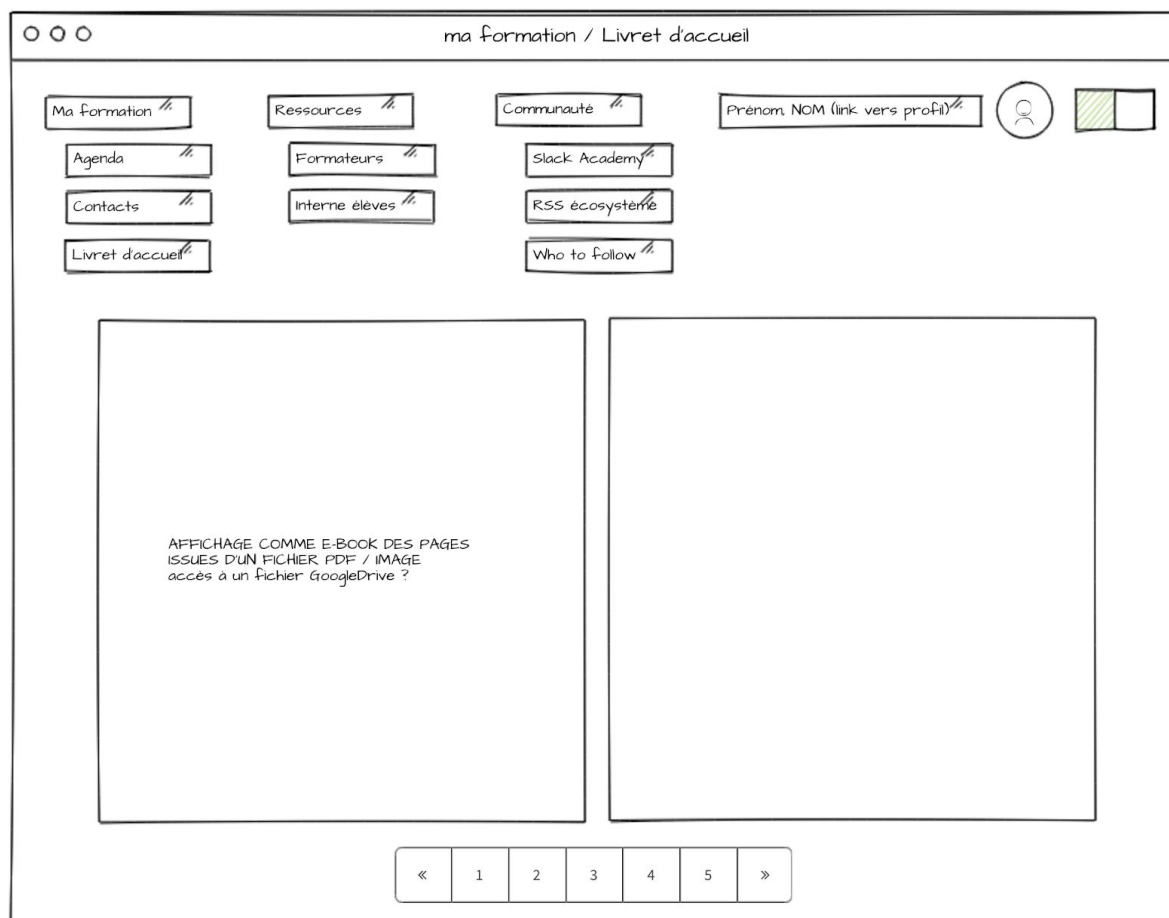 ma formation / Livret d'accueil
Ma formation
Ressources
Communauté
Prénom, NOM (link vers profil)
Agenda
Formateurs
Slack Academy
Contacts
Interne élèves
RSS écosystème
Livret d'accueil
Who to follow
AFFICHAGE COMME E-BOOK DES PAGES
ISSUES D'UN FICHIER PDF / IMAGE
accès à un fichier GoogleDrive ?
« 1 2 3 4 5 »